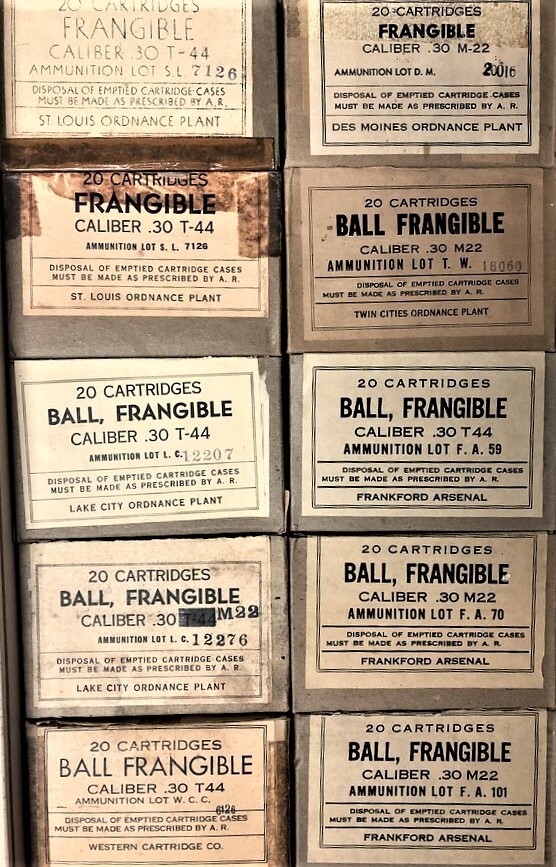 20 CARTRIDGES
FRANGIBLE
CALIBER .30 T-44
AMMUNITION LOT S.L. 7126
DISPOSAL OF EMPTIED CARTRIDGE CASES
MUST BE MADE AS PRESCRIBED BY A.R.
ST LOUIS ORDNANCE PLANT
20 CARTRIDGES
FRANGIBLE
CALIBER .30 T-44
AMMUNITION LOT S. L. 7126
DISPOSAL OF EMPTIED CARTRIDGE CASES
MUST BE MADE AS PRESCRIBED BY A. R.
ST. LOUIS ORDNANCE PLANT
20 CARTRIDGES
BALL, FRANGIBLE
CALIBER .30 T-44
AMMUNITION LOT L. C. 12207
DISPOSAL OF EMPTIED CARTRIDGE CASES
MUST BE MADE AS PRESCRIBED BY A. R.
LAKE CITY ORDNANCE PLANT
20 CARTRIDGES
BALL, FRANGIBLE
CALIBER .30 T-44 M22
AMMUNITION LOT L. C. 12276
DISPOSAL OF EMPTIED CARTRIDGE CASES
MUST BE MADE AS PRESCRIBED BY A. R.
LAKE CITY ORDNANCE PLANT
20 CARTRIDGES
BALL FRANGIBLE
CALIBER .30 T44
AMMUNITION LOT W. C. C.
6126
DISPOSAL OF EMPTIED CARTRIDGE CASES
MUST BE MADE AS PRESCRIBED BY A. R.
WESTERN CARTRIDGE CO.
20 CARTRIDGES
FRANGIBLE
CALIBER .30 M-22
AMMUNITION LOT D. M.
DISPOSAL OF EMPTIED CARTRIDGE CASES
MUST BE MADE AS PRESCRIBED BY A. R.
DES MOINES ORDNANCE PLANT
20 CARTRIDGES
BALL FRANGIBLE
CALIBER .30 M22
AMMUNITION LOT T. W. 18060
DISPOSAL OF EMPTIED CARTRIDGE CASES
MUST BE MADE AS PRESCRIBED BY A. R.
TWIN CITIES ORDNANCE PLANT
20 CARTRIDGES
BALL, FRANGIBLE
CALIBER .30 T44
AMMUNITION LOT F. A. 59
DISPOSAL OF EMPTIED CARTRIDGE CASES
MUST BE MADE AS PRESCRIBED BY A. R.
FRANKFORD ARSENAL
20 CARTRIDGES
BALL, FRANGIBLE
CALIBER .30 M22
AMMUNITION LOT F. A. 70
DISPOSAL OF EMPTIED CARTRIDGE CASES
MUST BE MADE AS PRESCRIBED BY A. R.
FRANKFORD ARSENAL
20 CARTRIDGES
BALL, FRANGIBLE
CALIBER .30 M22
AMMUNITION LOT F. A. 101
DISPOSAL OF EMPTIED CARTRIDGE CASES
MUST BE MADE AS PRESCRIBED BY A. R.
FRANKFORD ARSENAL